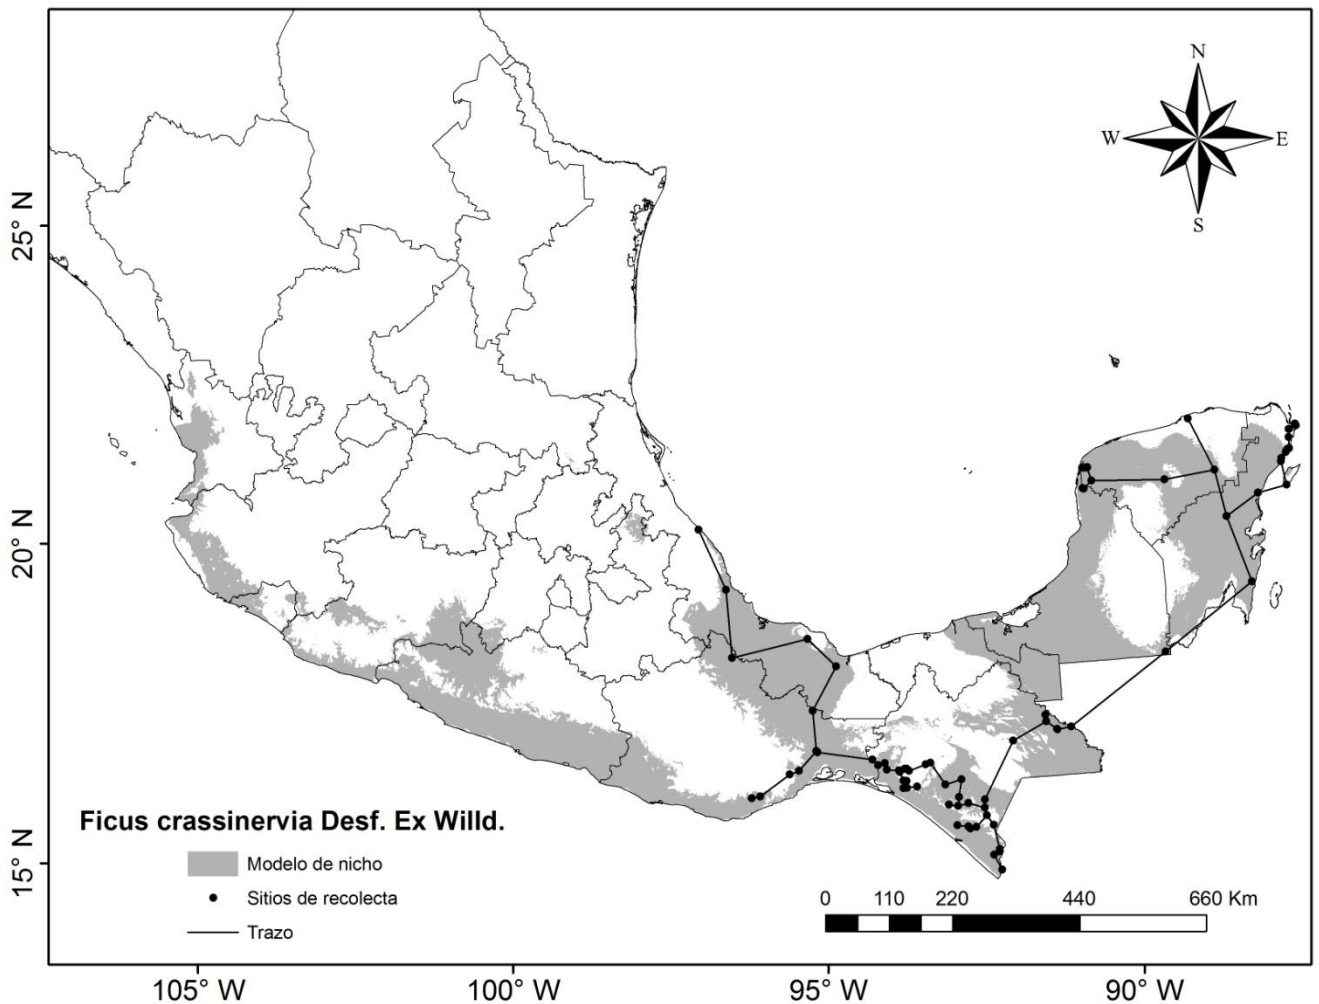 N
W E
S
25° N
20° N
15° N
Ficus crassinervia Desf. Ex Willd.
Modelo de nicho
Sitios de recolecta
Trazo
0 110 220 440 660 Km
105° W 100° W 95° W 90° W